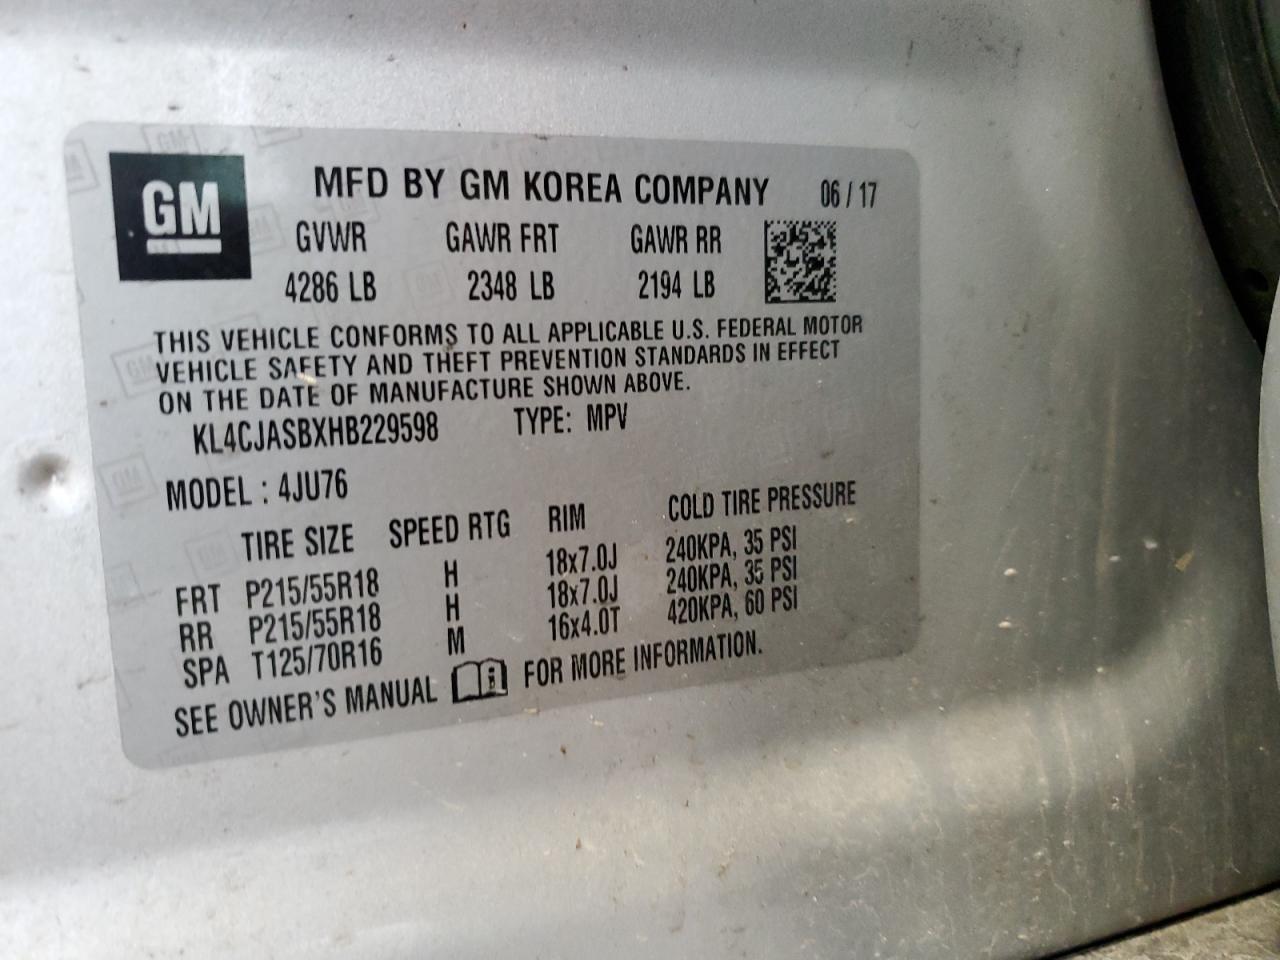 GM
MFD BY GM KOREA COMPANY 06 / 17
GVWR GAWR FRT GAWR RR
4286 LB 2348 LB 2194 LB
THIS VEHICLE CONFORMS TO ALL APPLICABLE U.S. FEDERAL MOTOR
VEHICLE SAFETY AND THEFT PREVENTION STANDARDS IN EFFECT
ON THE DATE OF MANUFACTURE SHOWN ABOVE.
KL4CJASBXHB229598 TYPE: MPV
MODEL : 4JU76
TIRE SIZE SPEED RTG RIM COLD TIRE PRESSURE
FRT P215/55R18 H 18x7.0J 240KPA, 35 PSI
RR P215/55R18 H 18x7.0J 240KPA, 35 PSI
SPA T125/70R16 M 16x4.0T 420KPA, 60 PSI
SEE OWNER'S MANUAL FOR MORE INFORMATION.